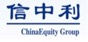 信中利
ChinaEquity Group